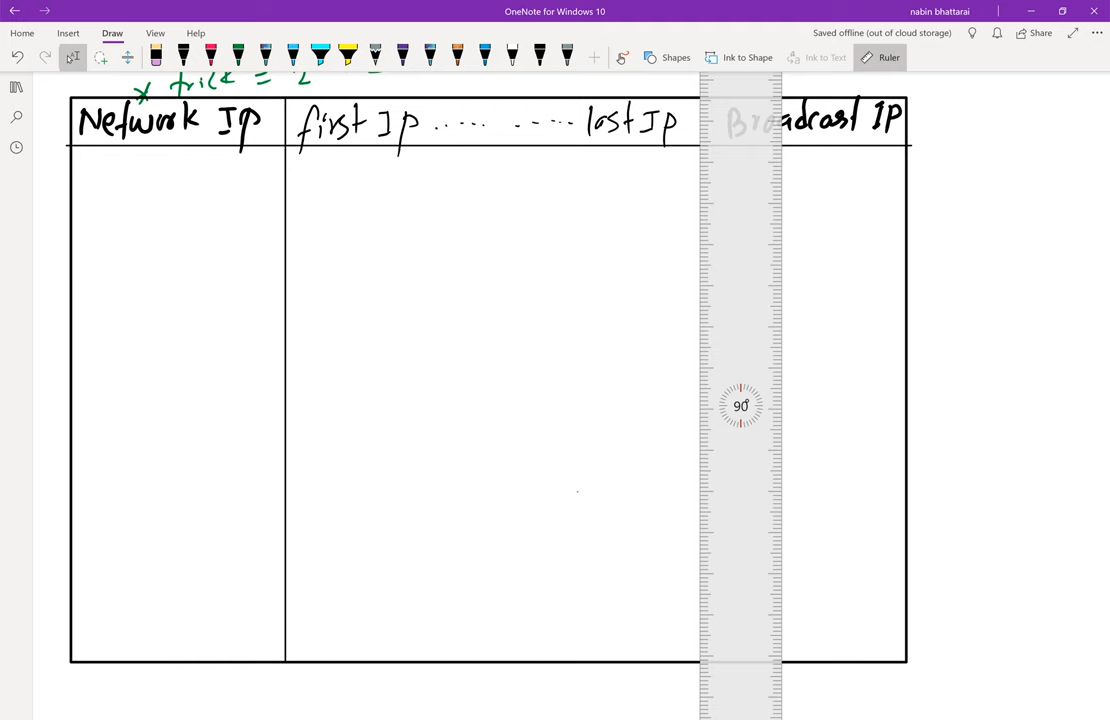 OneNote for Windows 10
nabin bhattarai
Home Insert Draw View Help
Saved offline (out of cloud storage)
Share
Shapes
Ink to Shape
Ink to Text
Ruler
* trick =
Network Ip first Ip .......... last Ip Broadcast IP
90°